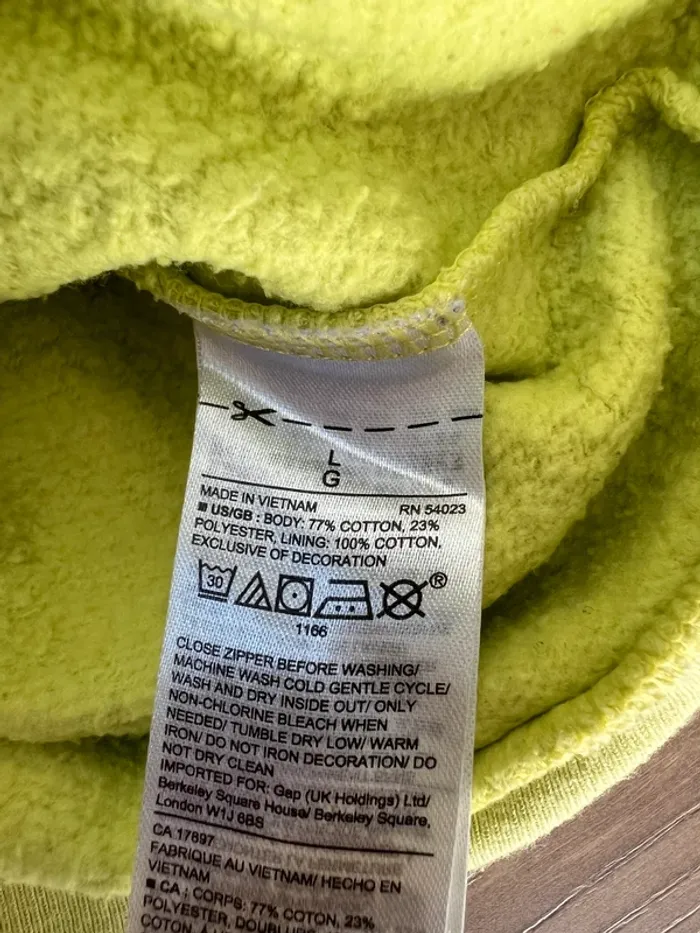 L
G
MADE IN VIETNAM RN 54023
■ US/GB : BODY: 77% COTTON, 23%
POLYESTER, LINING: 100% COTTON,
EXCLUSIVE OF DECORATION
30 ®
1166
CLOSE ZIPPER BEFORE WASHING/
MACHINE WASH COLD GENTLE CYCLE/
WASH AND DRY INSIDE OUT/ ONLY
NON-CHLORINE BLEACH WHEN
NEEDED/ TUMBLE DRY LOW/ WARM
IRON/ DO NOT IRON DECORATION/ DO
NOT DRY CLEAN
IMPORTED FOR: Gap (UK Holdings) Ltd/
Berkeley Square House/ Berkeley Square,
London W1J 6BS
CA 17897
FABRIQUE AU VIETNAM/ HECHO EN
VIETNAM
■ CA : CORPS: 77% COTON, 23%
POLYESTER,